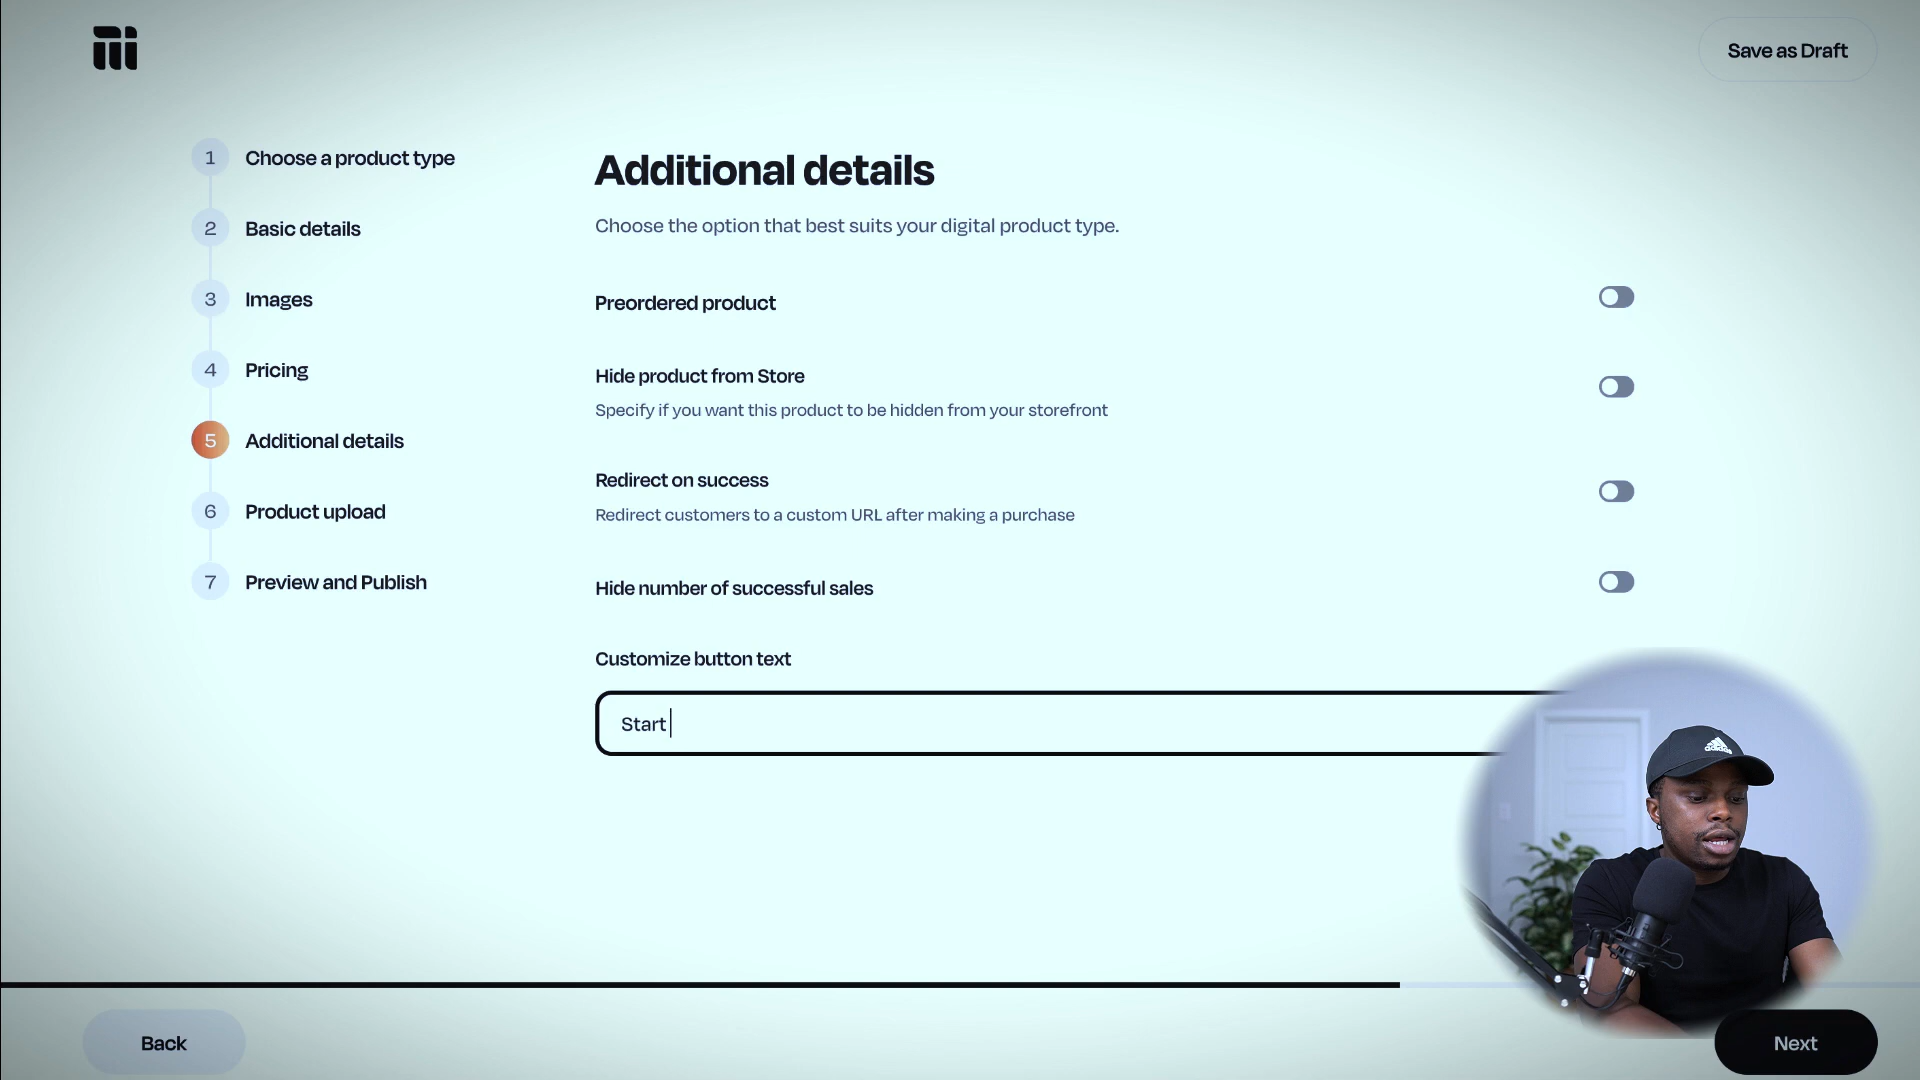 Save as Draft
1 Choose a product type
2 Basic details
3 Images
4 Pricing
5 Additional details
6 Product upload
7 Preview and Publish
Additional details
Choose the option that best suits your digital product type.
Preordered product
Hide product from Store
Specify if you want this product to be hidden from your storefront
Redirect on success
Redirect customers to a custom URL after making a purchase
Hide number of successful sales
Customize button text
Start
adidas
Back
Next